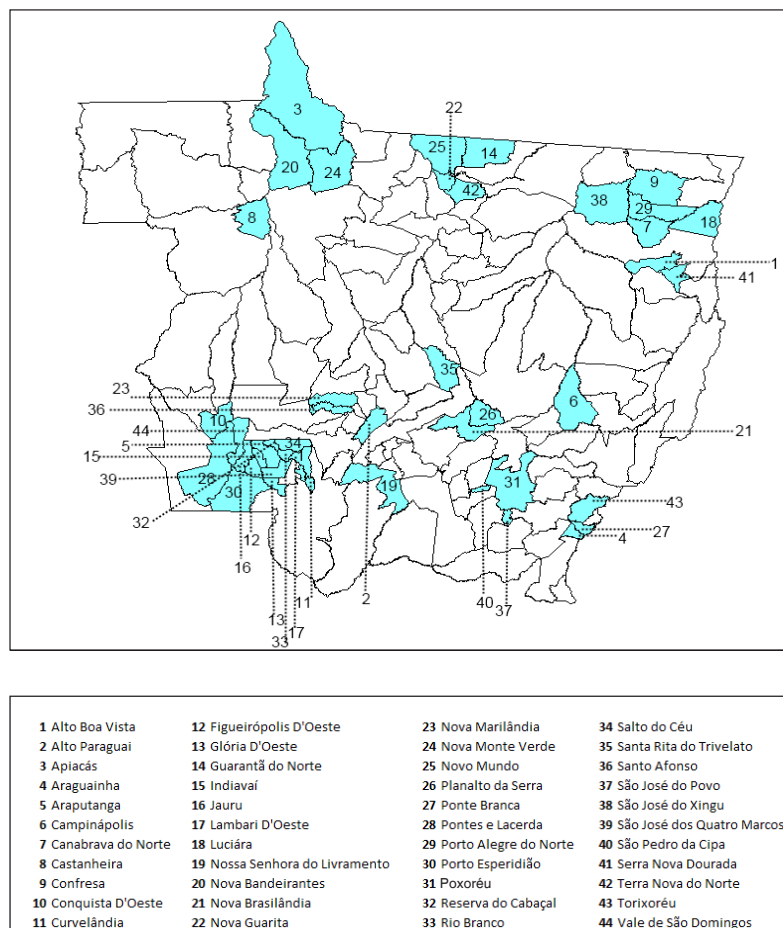 22
3
25
14
20
24
42
9
38
29
18
7
8
1
41
35
23
36
10
26
6
44
21
5
34
15
39
28
30
19
31
43
32
27
4
12
16
11
2
40
37
13
17
33
1 Alto Boa Vista
2 Alto Paraguai
3 Apiacás
4 Araguainha
5 Araputanga
6 Campinápolis
7 Canabrava do Norte
8 Castanheira
9 Confresa
10 Conquista D'Oeste
11 Curvelândia
12 Figueirópolis D'Oeste
13 Glória D'Oeste
14 Guarantã do Norte
15 Indiavaí
16 Jauru
17 Lambari D'Oeste
18 Luciára
19 Nossa Senhora do Livramento
20 Nova Bandeirantes
21 Nova Brasilândia
22 Nova Guarita
23 Nova Marilândia
24 Nova Monte Verde
25 Novo Mundo
26 Planalto da Serra
27 Ponte Branca
28 Pontes e Lacerda
29 Porto Alegre do Norte
30 Porto Esperidião
31 Poxoréu
32 Reserva do Cabaçal
33 Rio Branco
34 Salto do Céu
35 Santa Rita do Trivelato
36 Santo Afonso
37 São José do Povo
38 São José do Xingu
39 São José dos Quatro Marcos
40 São Pedro da Cipa
41 Serra Nova Dourada
42 Terra Nova do Norte
43 Torixoréu
44 Vale de São Domingos